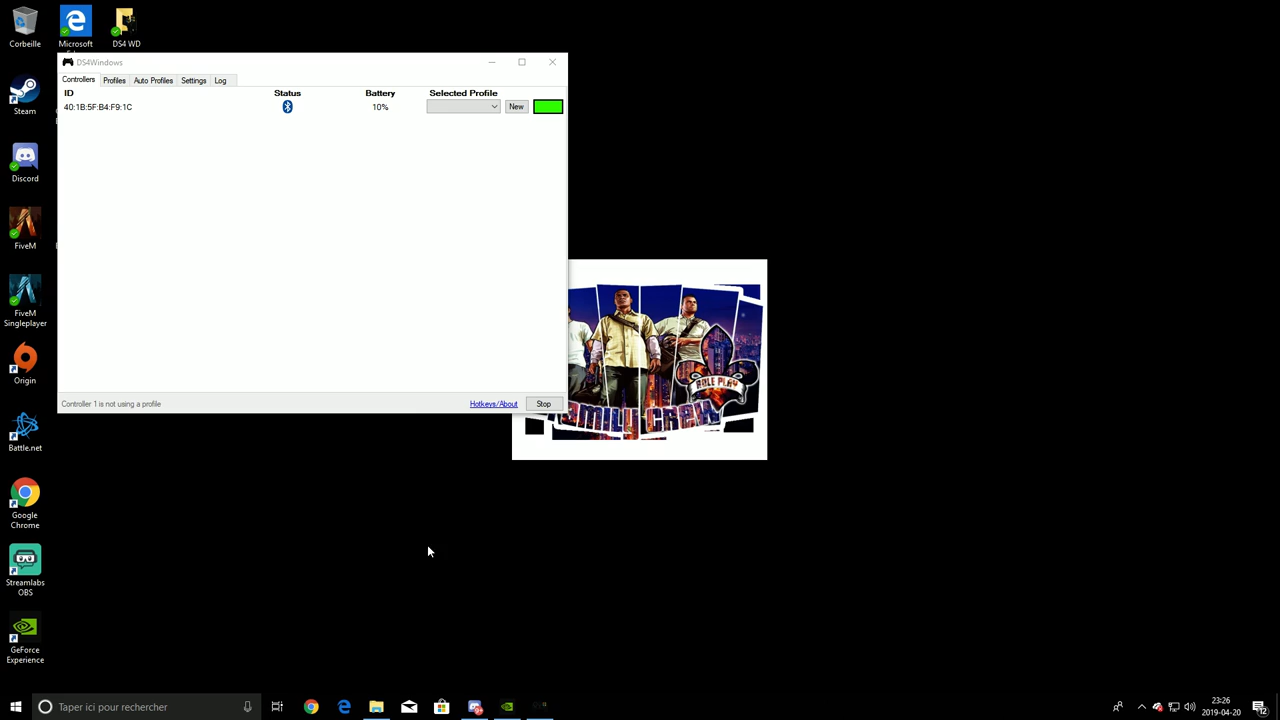 Corbeille
Microsoft
DS4 WD
DS4Windows
Controllers Profiles Auto Profiles Settings Log
ID Status Battery Selected Profile
40:1B:5F:B4:F9:1C 10% New
Steam
Discord
FiveM
FiveM
Singleplayer
Origin
ROLE PLAY
Controller 1 is not using a profile Hotkeys/About Stop
Battle.net
Google
Chrome
Streamlabs
OBS
GeForce
Experience
Taper ici pour rechercher
23:26
2019-04-20
12